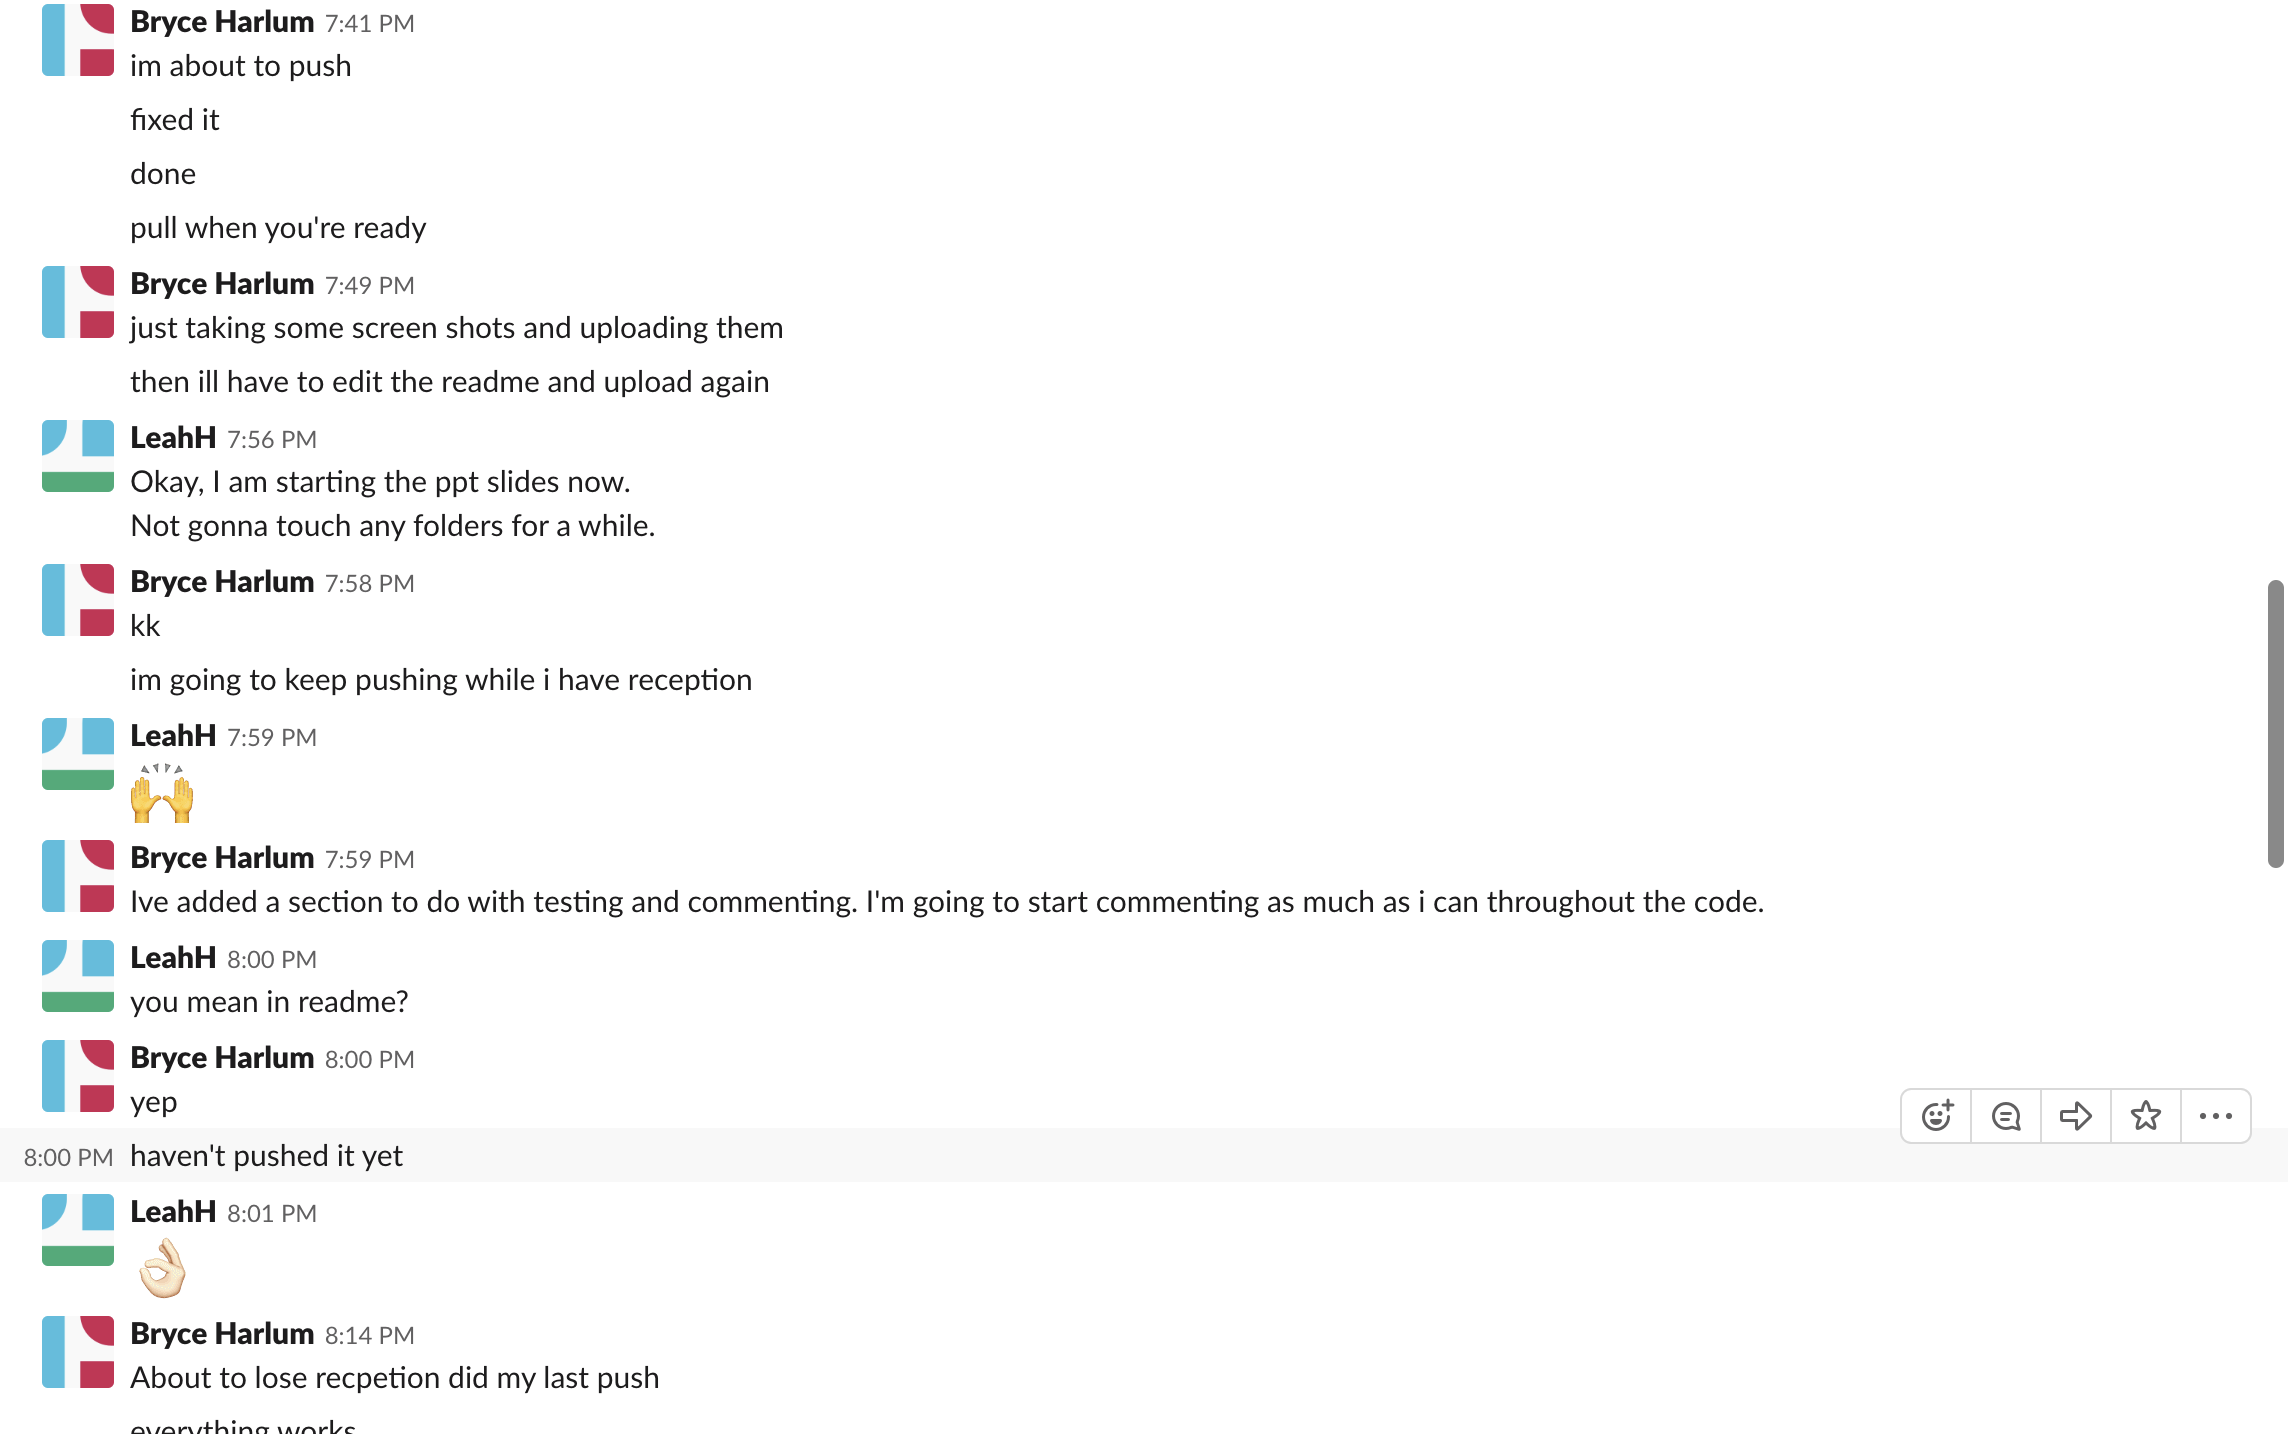 Bryce Harlum 7:41 PM
im about to push
fixed it
done
pull when you're ready
Bryce Harlum 7:49 PM
just taking some screen shots and uploading them
then ill have to edit the readme and upload again
LeahH 7:56 PM
Okay, I am starting the ppt slides now.
Not gonna touch any folders for a while.
Bryce Harlum 7:58 PM
kk
im going to keep pushing while i have reception
LeahH 7:59 PM
Bryce Harlum 7:59 PM
Ive added a section to do with testing and commenting. I'm going to start commenting as much as i can throughout the code.
LeahH 8:00 PM
you mean in readme?
Bryce Harlum 8:00 PM
yep
8:00 PM haven't pushed it yet
LeahH 8:01 PM
Bryce Harlum 8:14 PM
About to lose recpetion did my last push
everything works